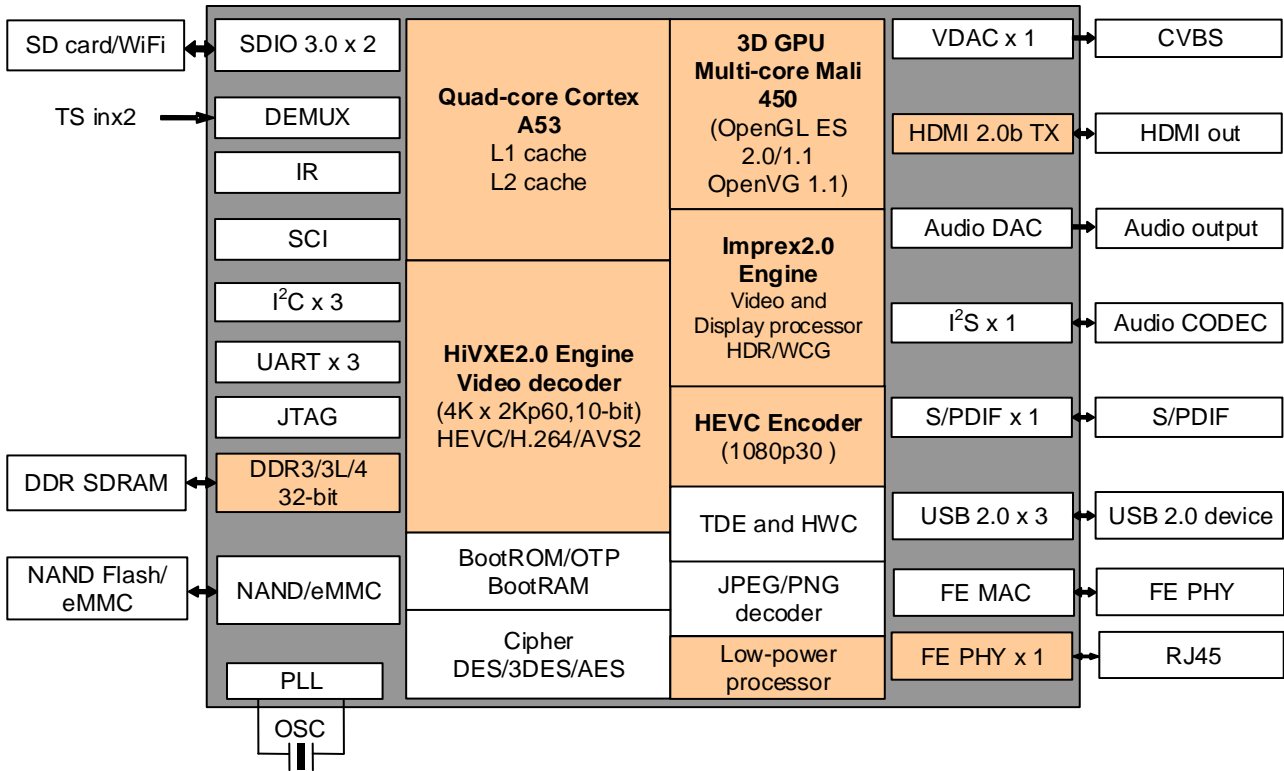 SD card/WiFi
TS inx2
DDR SDRAM
NAND Flash/
eMMC
SDIO 3.0 x 2
DEMUX
IR
SCI
I²C x 3
UART x 3
JTAG
DDR3/3L/4
32-bit
NAND/eMMC
PLL
OSC
Quad-core Cortex
A53
L1 cache
L2 cache
HiVXE2.0 Engine
Video decoder
(4K x 2Kp60,10-bit)
HEVC/H.264/AVS2
BootROM/OTP
BootRAM
Cipher
DES/3DES/AES
3D GPU
Multi-core Mali
450
(OpenGL ES
2.0/1.1
OpenVG 1.1)
Imprex2.0
Engine
Video and
Display processor
HDR/WCG
HEVC Encoder
(1080p30 )
TDE and HWC
JPEG/PNG
decoder
Low-power
processor
VDAC x 1
HDMI 2.0b TX
Audio DAC
I²S x 1
S/PDIF x 1
USB 2.0 x 3
FE MAC
FE PHY x 1
CVBS
HDMI out
Audio output
Audio CODEC
S/PDIF
USB 2.0 device
FE PHY
RJ45